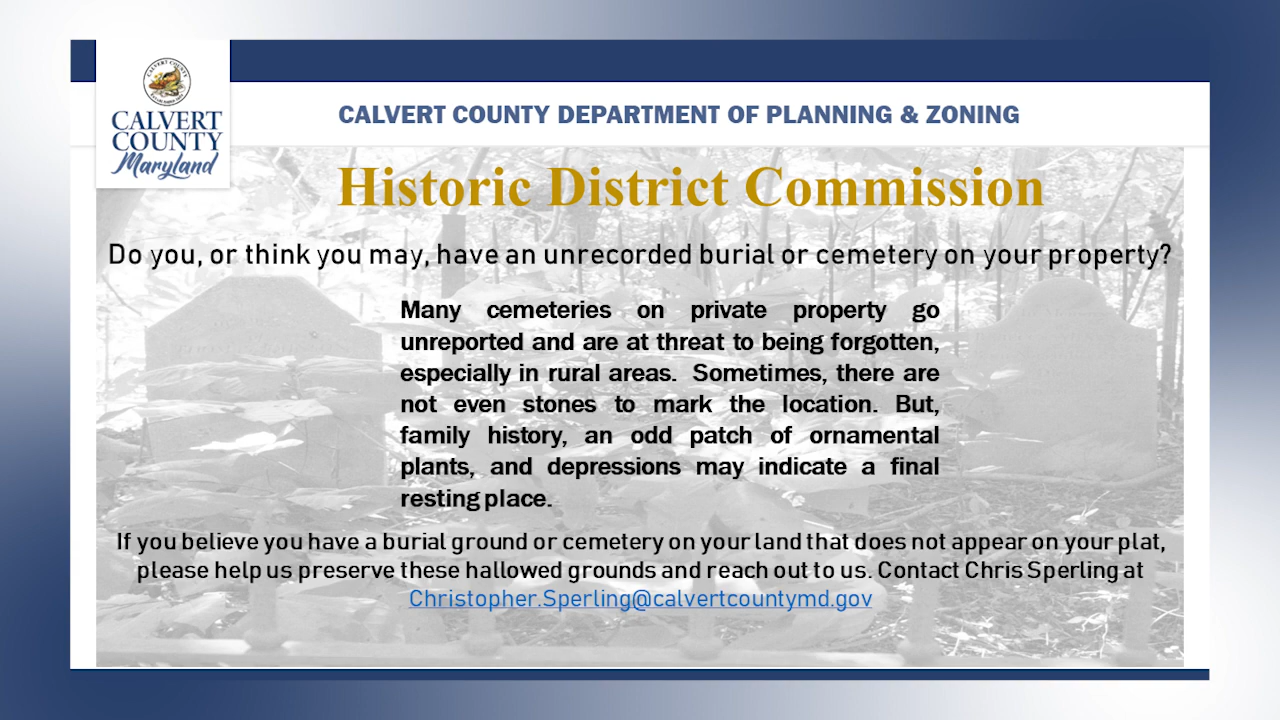 CALVERT COUNTY
CALVERT
COUNTY
Maryland
CALVERT COUNTY DEPARTMENT OF PLANNING & ZONING
Historic District Commission
Do you, or think you may, have an unrecorded burial or cemetery on your property?
Many cemeteries on private property go
unreported and are at threat to being forgotten,
especially in rural areas. Sometimes, there are
not even stones to mark the location. But,
family history, an odd patch of ornamental
plants, and depressions may indicate a final
resting place.
If you believe you have a burial ground or cemetery on your land that does not appear on your plat,
please help us preserve these hallowed grounds and reach out to us. Contact Chris Sperling at
Christopher.Sperling@calvertcountymd.gov